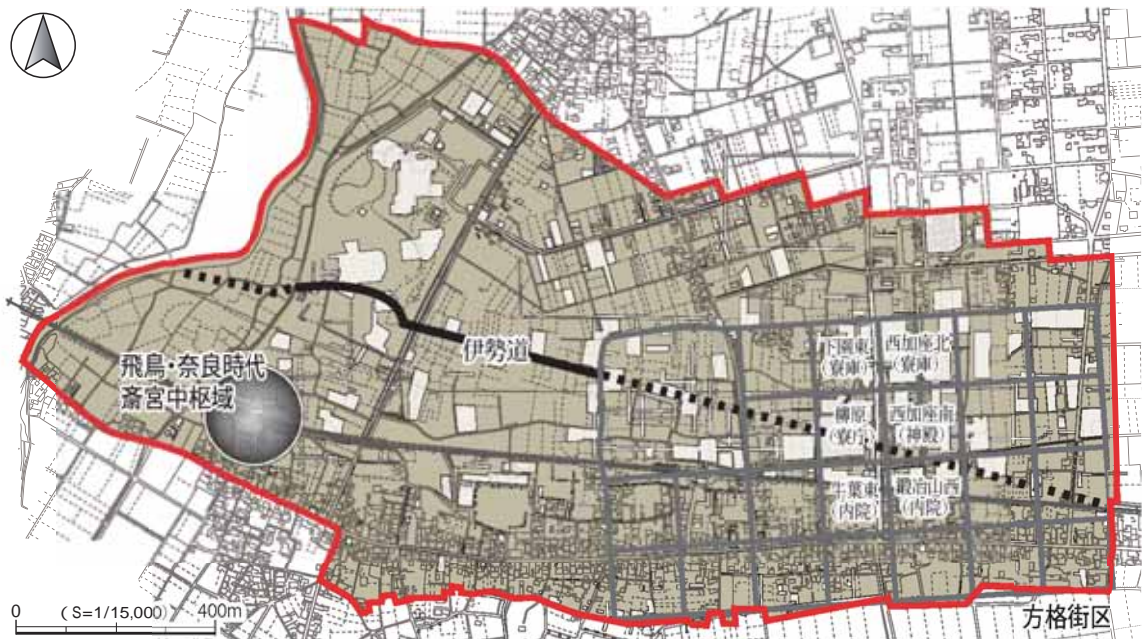 伊勢道
飛鳥・奈良時代
斎宮中枢域
下園東
(寮庫)
西加座北
(寮庫)
柳原
(寮庁)
西加座南
(神殿)
牛葉東
(内院)
鍛冶山西
(内院)
0 (S=1/15,000) 400m
方格街区